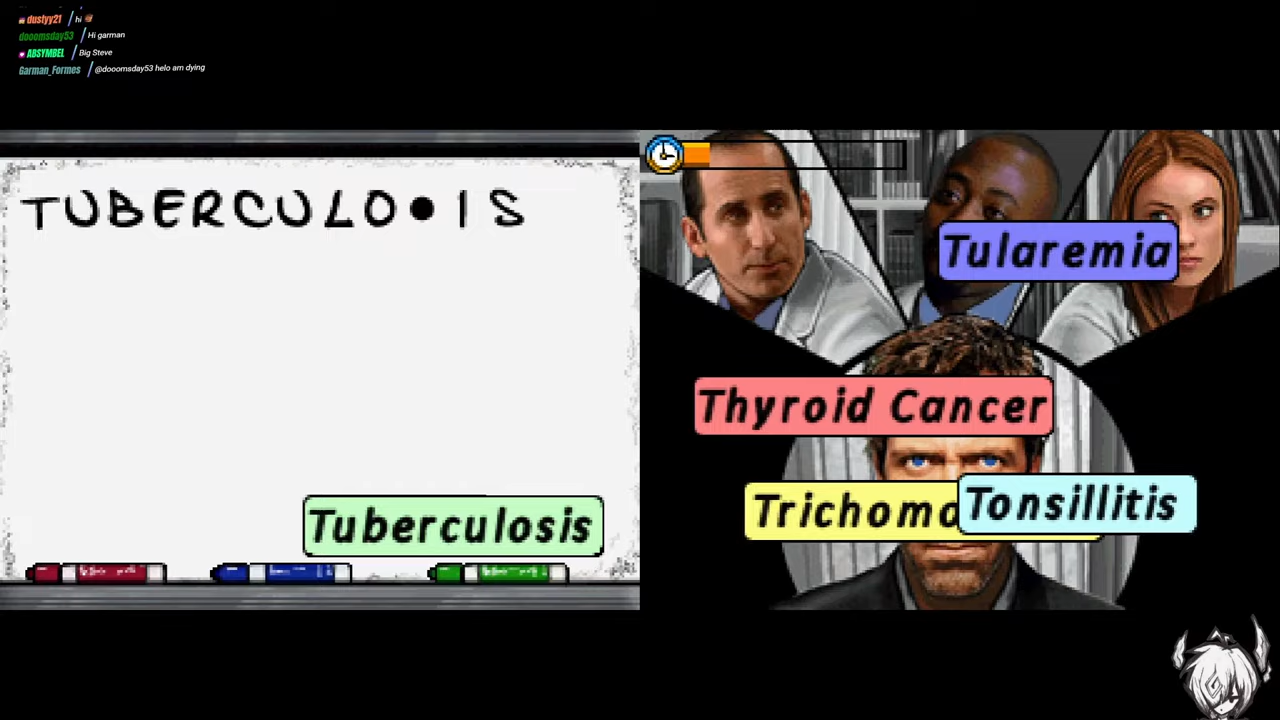 dustyy21 / hi
dooomsday53 / Hi garman
ABSYMBEL / Big Steve
Garman_Formes / @dooomsday53 helo am dying
TUBERCULO●IS
Tuberculosis
Tularemia
Thyroid Cancer
Trichomo
Tonsillitis